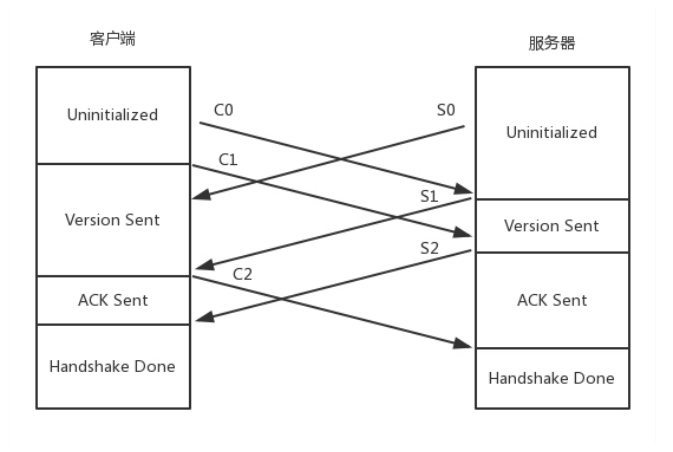 客户端
服务器
Uninitialized
C0
S0
Uninitialized
C1
Version Sent
S1
Version Sent
S2
C2
ACK Sent
ACK Sent
Handshake Done
Handshake Done